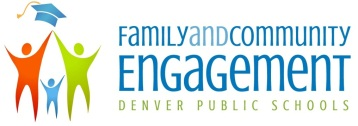 FAMILYANDCOMMUNITY
ENGAGEMENT
DENVER PUBLIC SCHOOLS